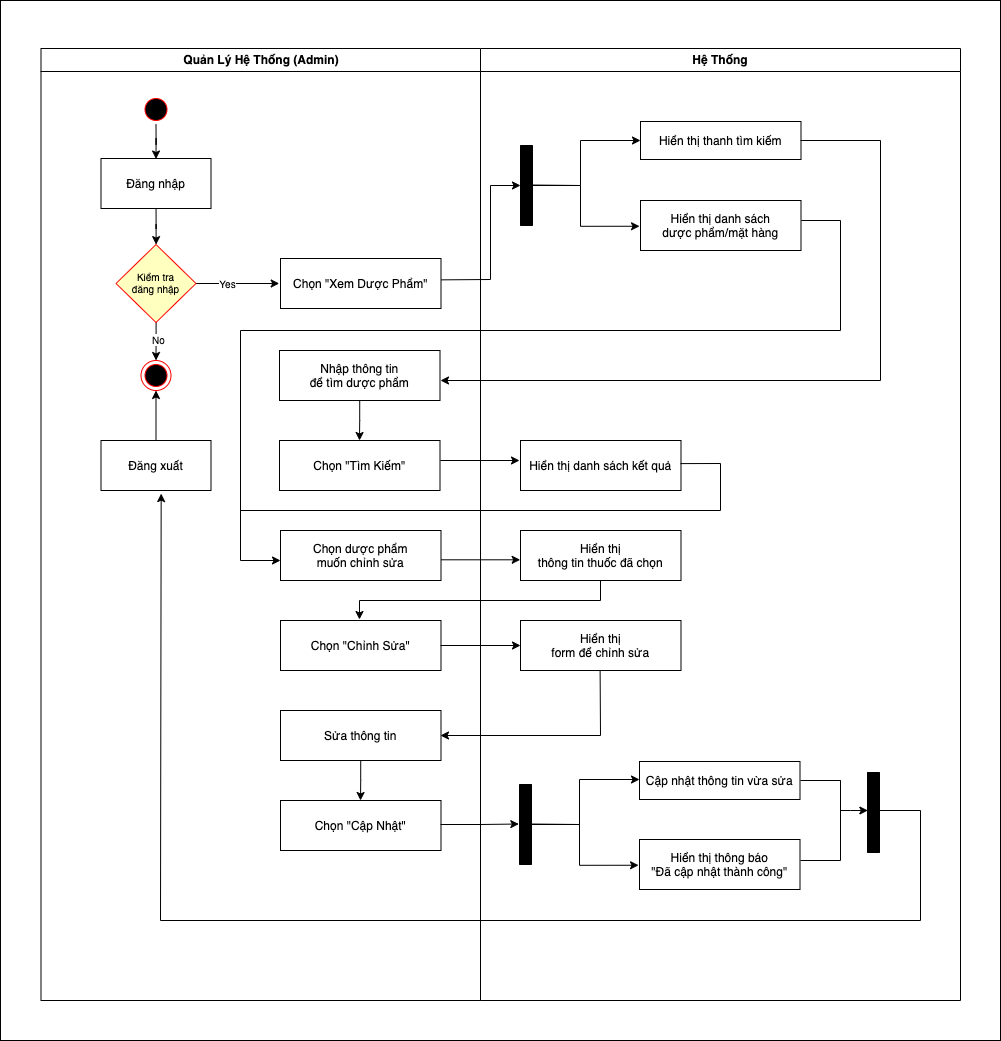 Quản Lý Hệ Thống (Admin)
Hệ Thống
Đăng nhập
Kiểm tra
đăng nhập
Yes
No
Chọn "Xem Dược Phẩm"
Hiển thị thanh tìm kiếm
Hiển thị danh sách
dược phẩm/mặt hàng
Nhập thông tin
để tìm dược phẩm
Chọn "Tìm Kiếm"
Hiển thị danh sách kết quả
Đăng xuất
Chọn dược phẩm
muốn chỉnh sửa
Hiển thị
thông tin thuốc đã chọn
Chọn "Chỉnh Sửa"
Hiển thị
form để chỉnh sửa
Sửa thông tin
Chọn "Cập Nhật"
Cập nhật thông tin vừa sửa
Hiển thị thông báo
"Đã cập nhật thành công"